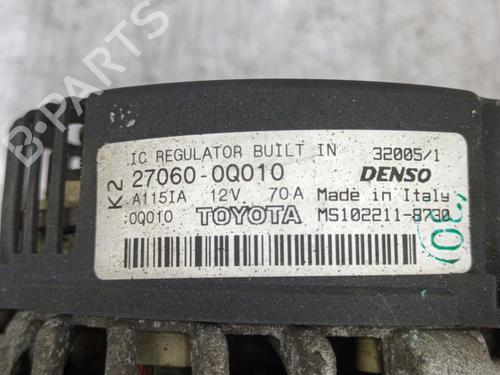 B-PARTS
IC REGULATOR BUILT IN 32005/1
K2
27060-0Q010 DENSO
A115IA 12V 70A Made in Italy
0Q010 TOYOTA MS102211-8730